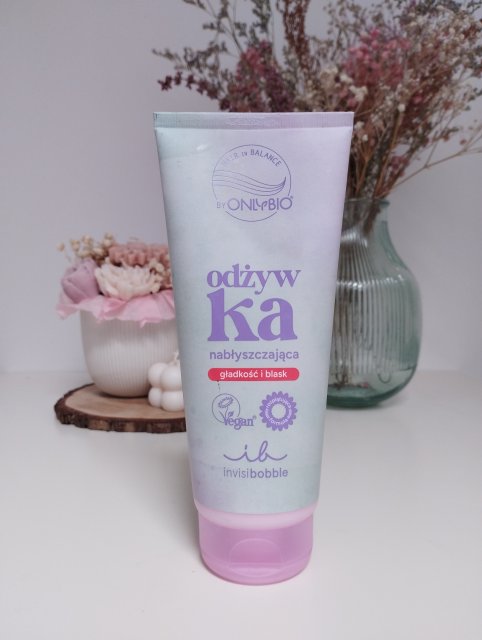 HAIR IN BALANCE
BY ONLYBIO®
odżyw
ka
nabłyszczająca
gładkość i blask
Vegan®
ib
invisibobble